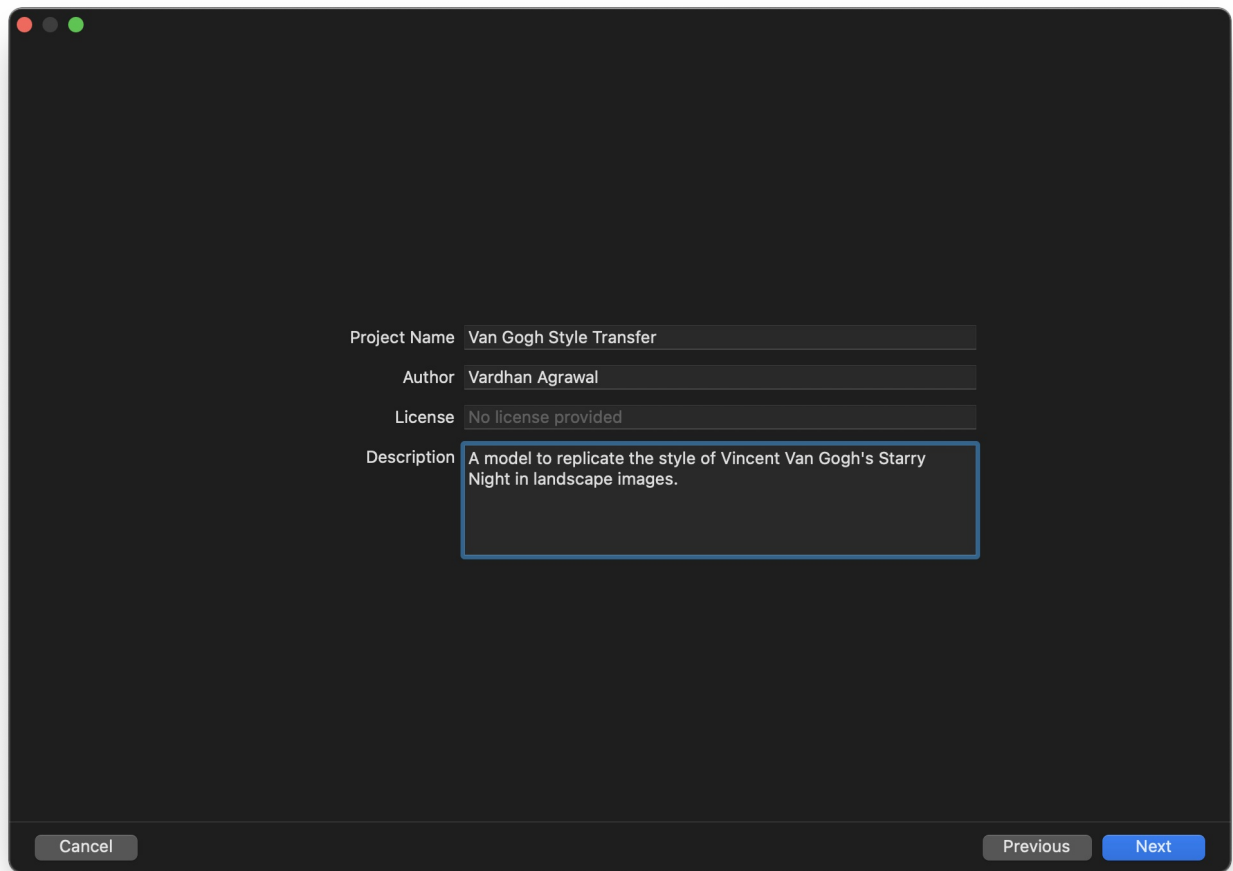 Project Name Van Gogh Style Transfer
Author Vardhan Agrawal
License No license provided
Description A model to replicate the style of Vincent Van Gogh's Starry
Night in landscape images.
Cancel Previous Next